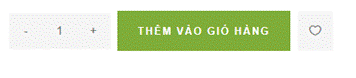 - 1 + THÊM VÀO GIỎ HÀNG